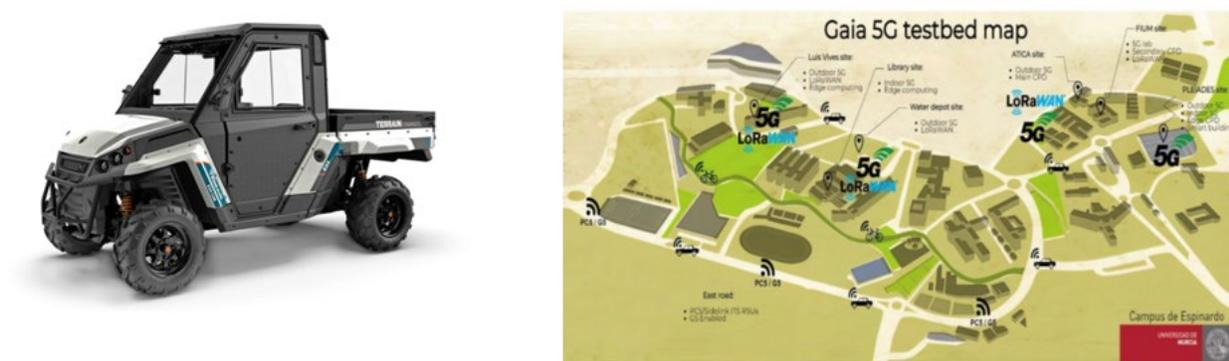 TERRAIN
Gaia 5G testbed map
Luis Vives site:
• Outdoor 5G
• LoRaWAN
• Edge computing
Library site:
• Indoor 5G
• Edge computing
Water depot site:
• Outdoor 5G
• LoRaWAN
ATICA site:
• Outdoor 5G
• Main CPD
FIUM site:
• 5G lab
• Secondary CPD
• LoRaWAN
PLEIADES site:
• Outdoor 5G
5G
LoRaWAN
5G
LoRaWAN
LoRaWAN
5G
5G
PC5 / G5
PC5 / G5
PC5 / G5
East road:
• PC5/Sidelink ITS RSUs
• G5 Enabled
Campus de Espinardo
UNIVERSIDAD DE
MURCIA